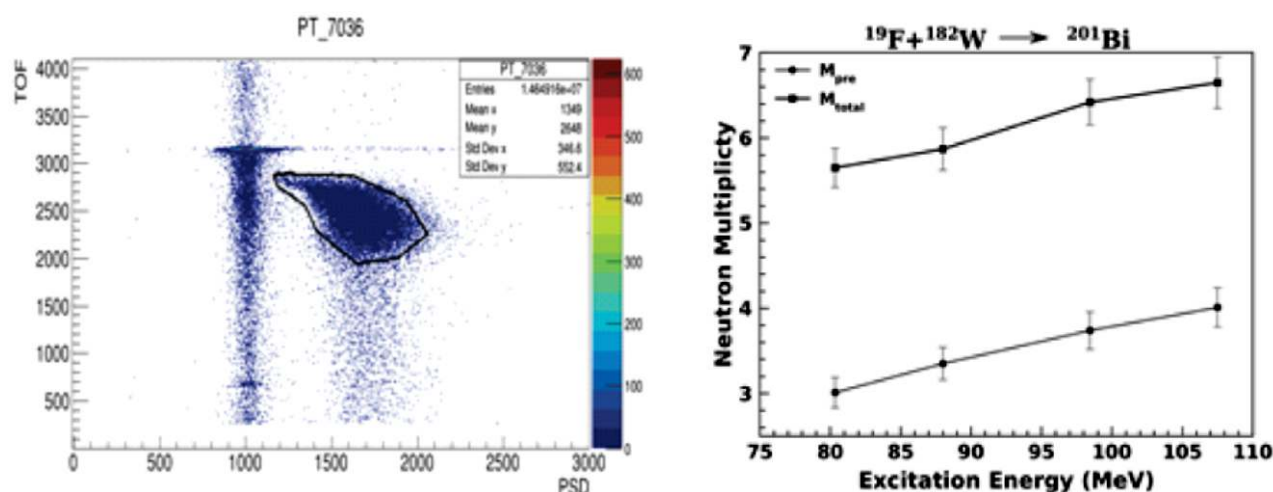 PT_7036
TOF
4000
3500
3000
2500
2000
1500
1000
500
0
500
1000
1500
2000
2500
3000
PSD
PT_7036
Entries 1.464916e+07
Mean x 1349
Mean y 2648
Std Dev x 346.6
Std Dev y 552.4
600
500
400
300
200
100
0
¹⁹F+¹⁸²W → ²⁰¹Bi
Neutron Multiplicty
7
6
5
4
3
M_pre
M_total
75 80 85 90 95 100 105 110
Excitation Energy (MeV)